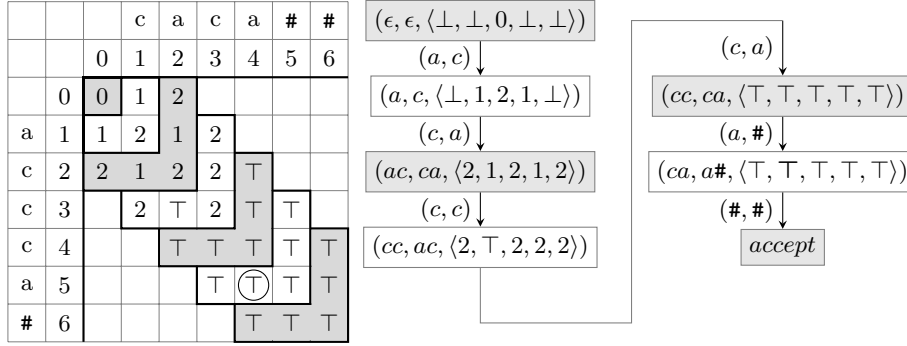 c a c a # #
0 1 2 3 4 5 6
0 0 1 2
a 1 1 2 1 2
c 2 2 1 2 2 ⊤
c 3 2 ⊤ 2 ⊤ ⊤
c 4 ⊤ ⊤ ⊤ ⊤ ⊤
a 5 ⊤ ⊤ ⊤ ⊤
# 6 ⊤ ⊤ ⊤
(ϵ, ϵ, ⟨⊥, ⊥, 0, ⊥, ⊥⟩)
(a, c)
(a, c, ⟨⊥, 1, 2, 1, ⊥⟩)
(c, a)
(ac, ca, ⟨2, 1, 2, 1, 2⟩)
(c, c)
(cc, ac, ⟨2, ⊤, 2, 2, 2⟩)
(c, a)
(cc, ca, ⟨⊤, ⊤, ⊤, ⊤, ⊤⟩)
(a, #)
(ca, a#, ⟨⊤, ⊤, ⊤, ⊤, ⊤⟩)
(#, #)
accept